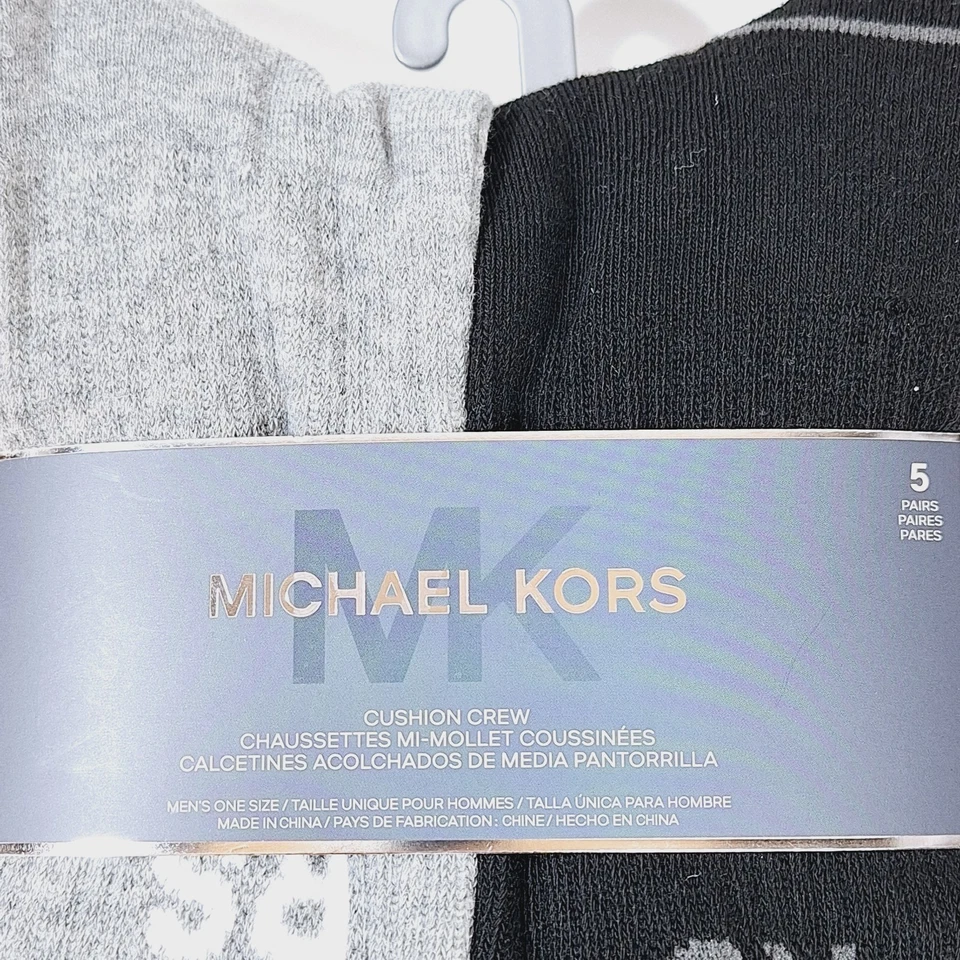 5
PAIRS
PAIRES
PARES
MK
MICHAEL KORS
CUSHION CREW
CHAUSSETTES MI-MOLLET COUSSINÉES
CALCETINES ACOLCHADOS DE MEDIA PANTORRILLA
MEN'S ONE SIZE / TAILLE UNIQUE POUR HOMMES / TALLA ÚNICA PARA HOMBRE
MADE IN CHINA / PAYS DE FABRICATION : CHINE / HECHO EN CHINA